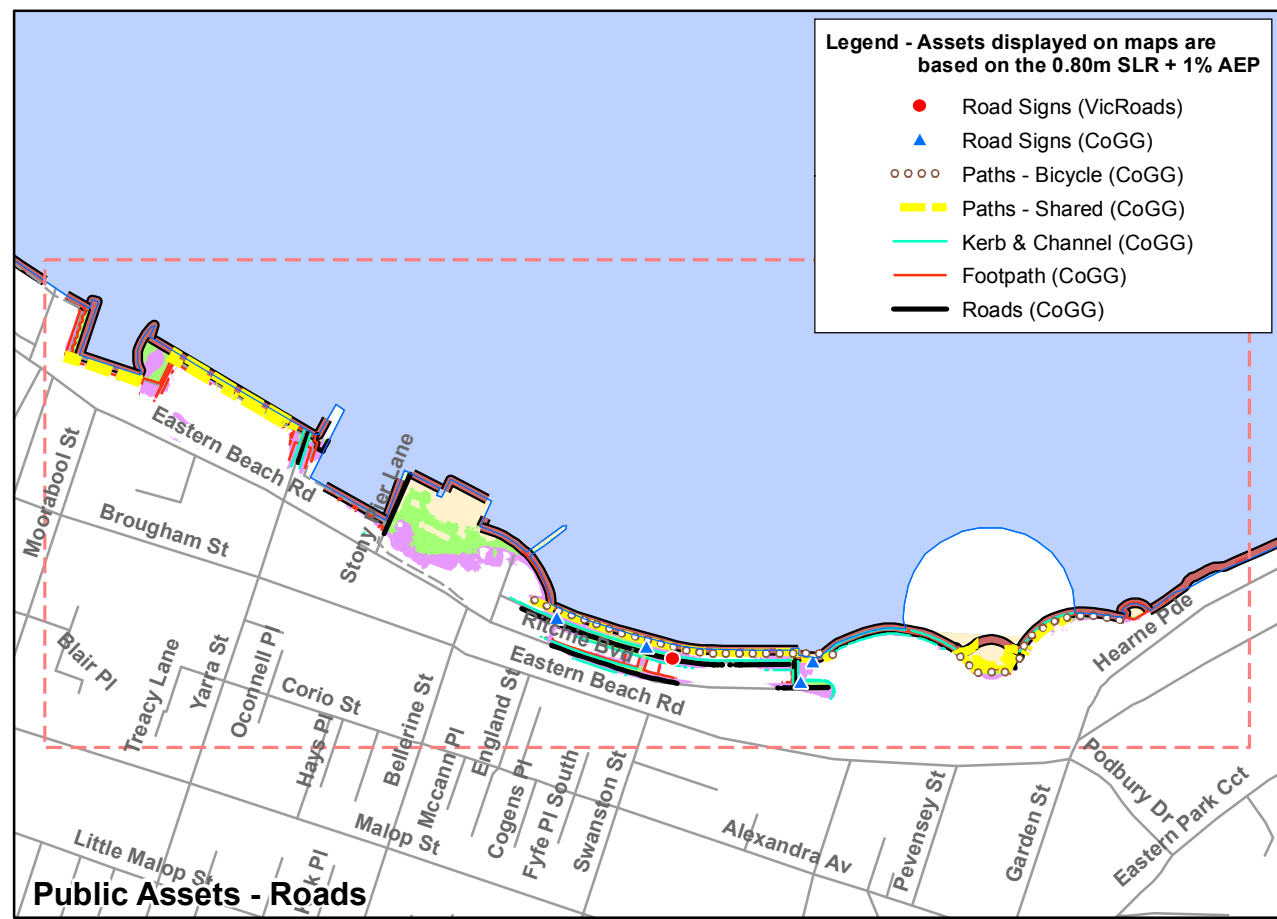 Legend - Assets displayed on maps are
based on the 0.80m SLR + 1% AEP
Road Signs (VicRoads)
Road Signs (CoGG)
Paths - Bicycle (CoGG)
Paths - Shared (CoGG)
Kerb & Channel (CoGG)
Footpath (CoGG)
Roads (CoGG)
Moorabool St
Eastern Beach Rd
Brougham St
Stony Pier Lane
Ritchie Bvd
Eastern Beach Rd
Hearne Pde
Blair Pl
Treacy Lane
Yarra St
Oconnell Pl
Corio St
Hays Pl
Bellerine St
Mccann Pl
England St
Cogens Pl
Fyfe Pl South
Swanston St
Malop St
Little Malop St
Pl
Alexandra Av
Pevensey St
Garden St
Podbury Dr
Eastern Park Cct
Public Assets - Roads